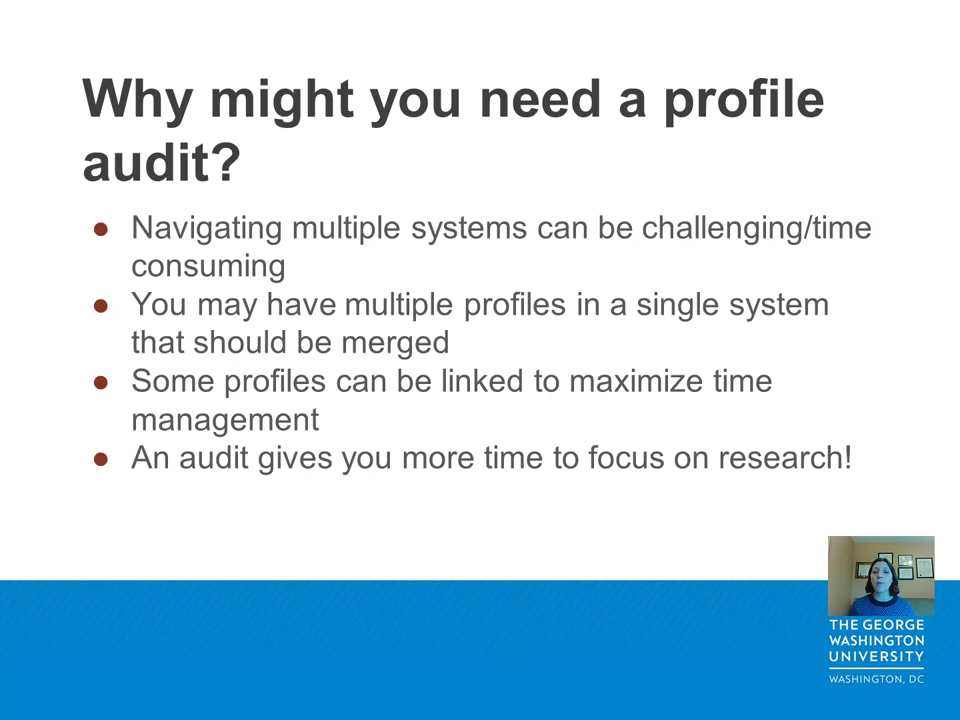 Why might you need a profile
audit?
● Navigating multiple systems can be challenging/time
consuming
● You may have multiple profiles in a single system
that should be merged
● Some profiles can be linked to maximize time
management
● An audit gives you more time to focus on research!
THE GEORGE
WASHINGTON
UNIVERSITY
WASHINGTON, DC